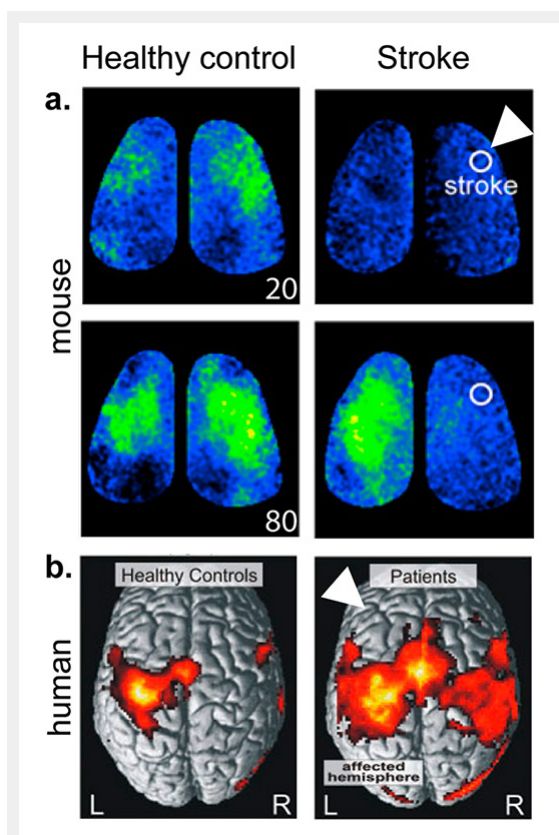 Healthy control
Stroke
a.
stroke
20
mouse
80
b.
Healthy Controls
Patients
human
affected
hemisphere
L
R
L
R